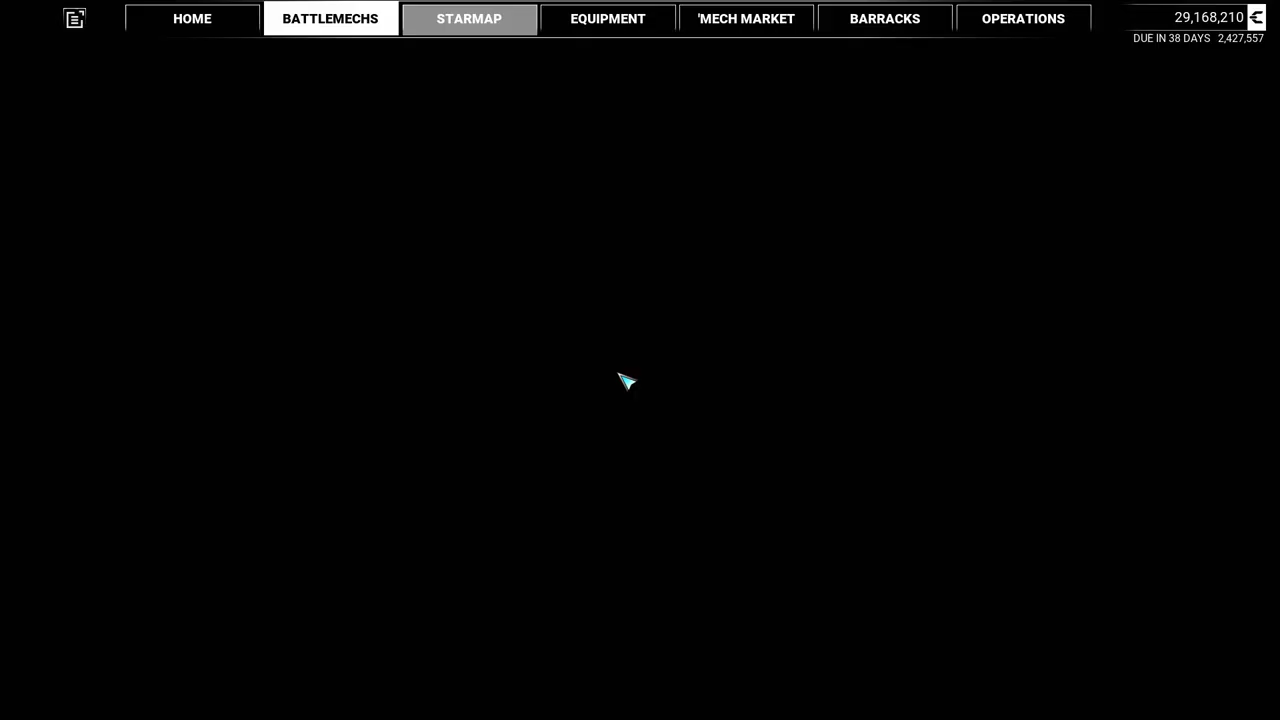 HOME
BATTLEMECHS
STARMAP
EQUIPMENT
'MECH MARKET
BARRACKS
OPERATIONS
29,168,210
DUE IN 38 DAYS 2,427,557